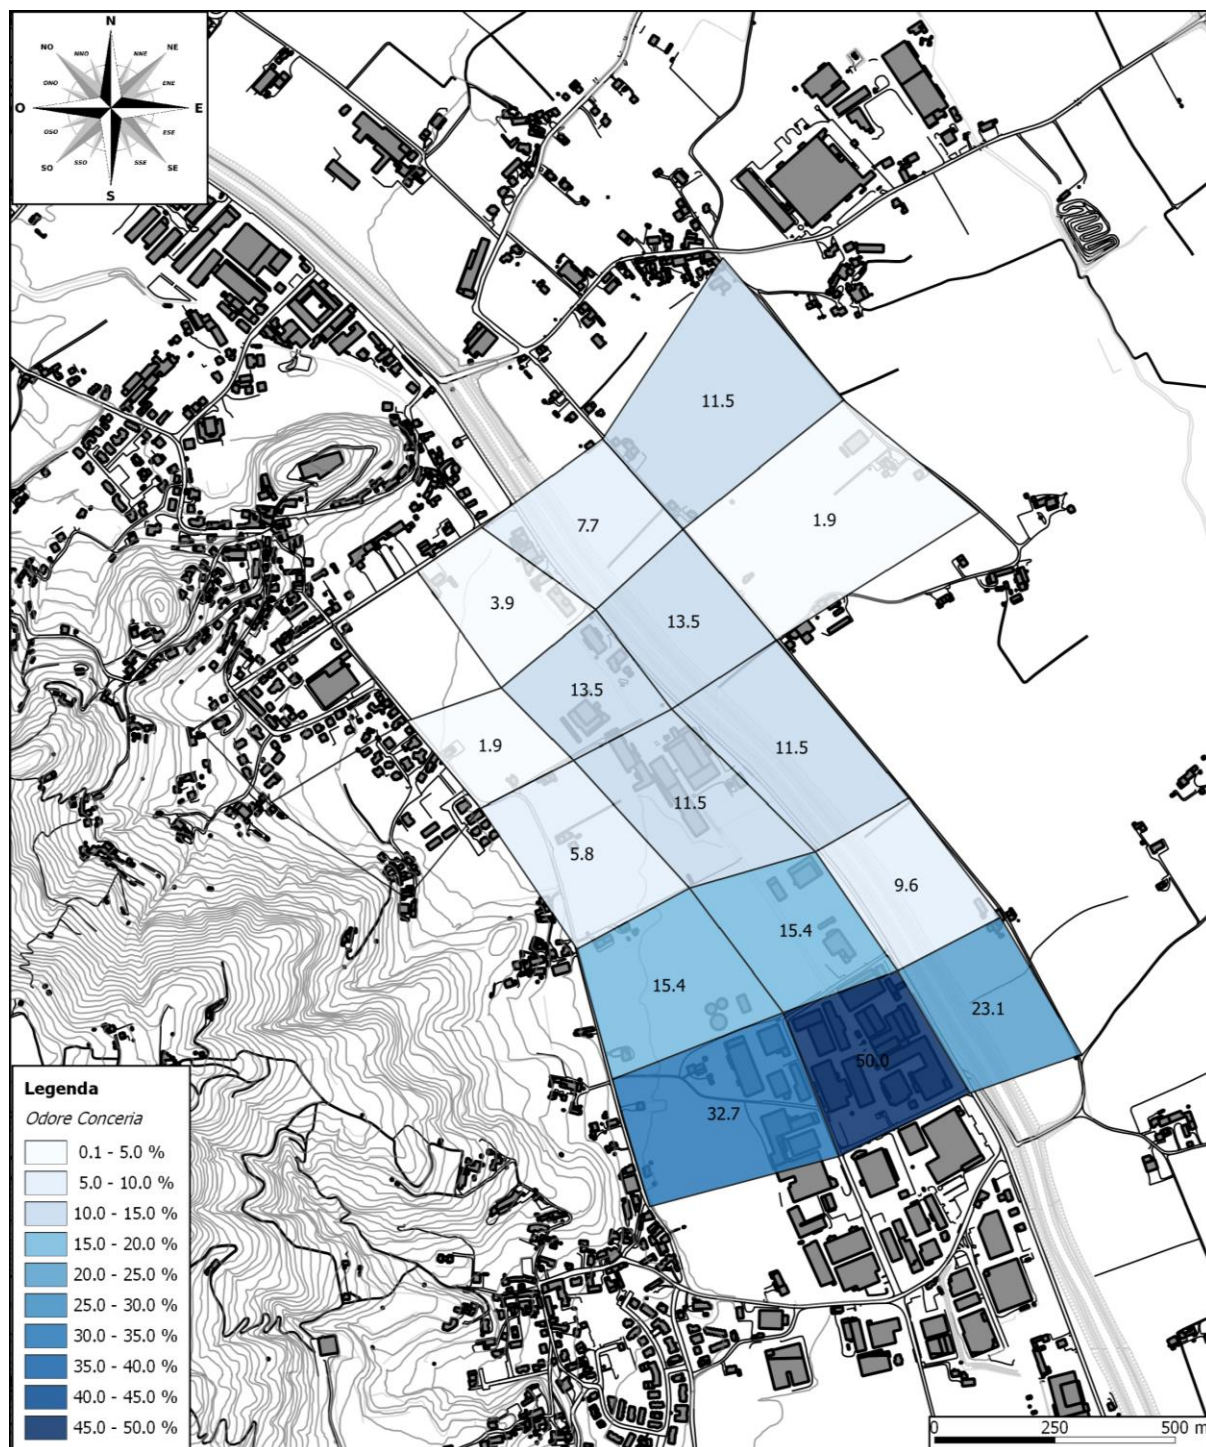 N
NNO
NNE
NO
NE
ONO
ENE
O
E
OSO
ESE
SO
SE
SSO
SSE
S
11.5
7.7
1.9
3.9
13.5
13.5
1.9
11.5
11.5
5.8
9.6
15.4
15.4
23.1
50.0
32.7
Legenda
Odore Conceria
0.1 - 5.0 %
5.0 - 10.0 %
10.0 - 15.0 %
15.0 - 20.0 %
20.0 - 25.0 %
25.0 - 30.0 %
30.0 - 35.0 %
35.0 - 40.0 %
40.0 - 45.0 %
45.0 - 50.0 %
0 250 500 m